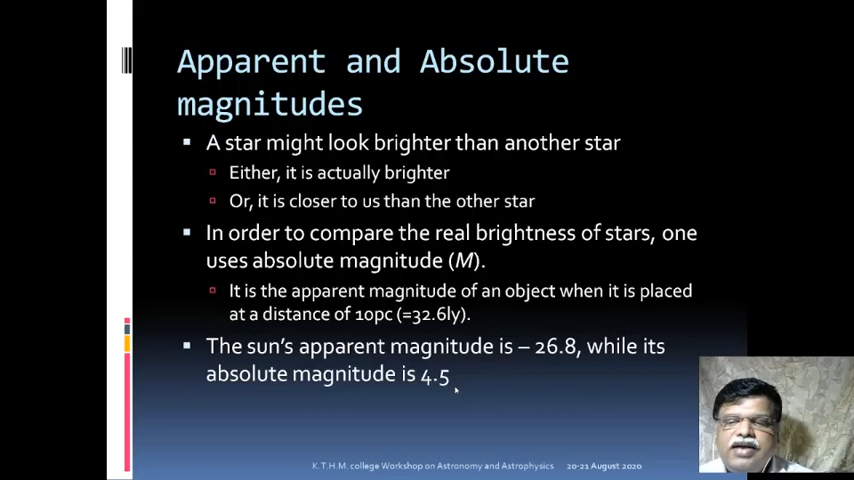 Apparent and Absolute
magnitudes
A star might look brighter than another star
Either, it is actually brighter
Or, it is closer to us than the other star
In order to compare the real brightness of stars, one
uses absolute magnitude (M).
It is the apparent magnitude of an object when it is placed
at a distance of 10pc (=32.6ly).
The sun's apparent magnitude is – 26.8, while its
absolute magnitude is 4.5
K.T.H.M. college Workshop on Astronomy and Astrophysics 20-21 August 2020